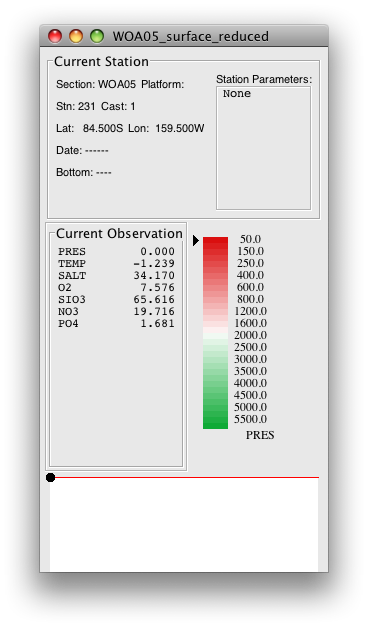 WOA05_surface_reduced
Current Station
Section: WOA05 Platform:
Stn: 231 Cast: 1
Lat: 84.500S Lon: 159.500W
Date: ------
Bottom: ----
Station Parameters:
None
Current Observation
PRES 0.000
TEMP -1.239
SALT 34.170
O2 7.576
SIO3 65.616
NO3 19.716
PO4 1.681
50.0
150.0
250.0
400.0
600.0
800.0
1200.0
1600.0
2000.0
2500.0
3000.0
3500.0
4000.0
4500.0
5000.0
5500.0
PRES